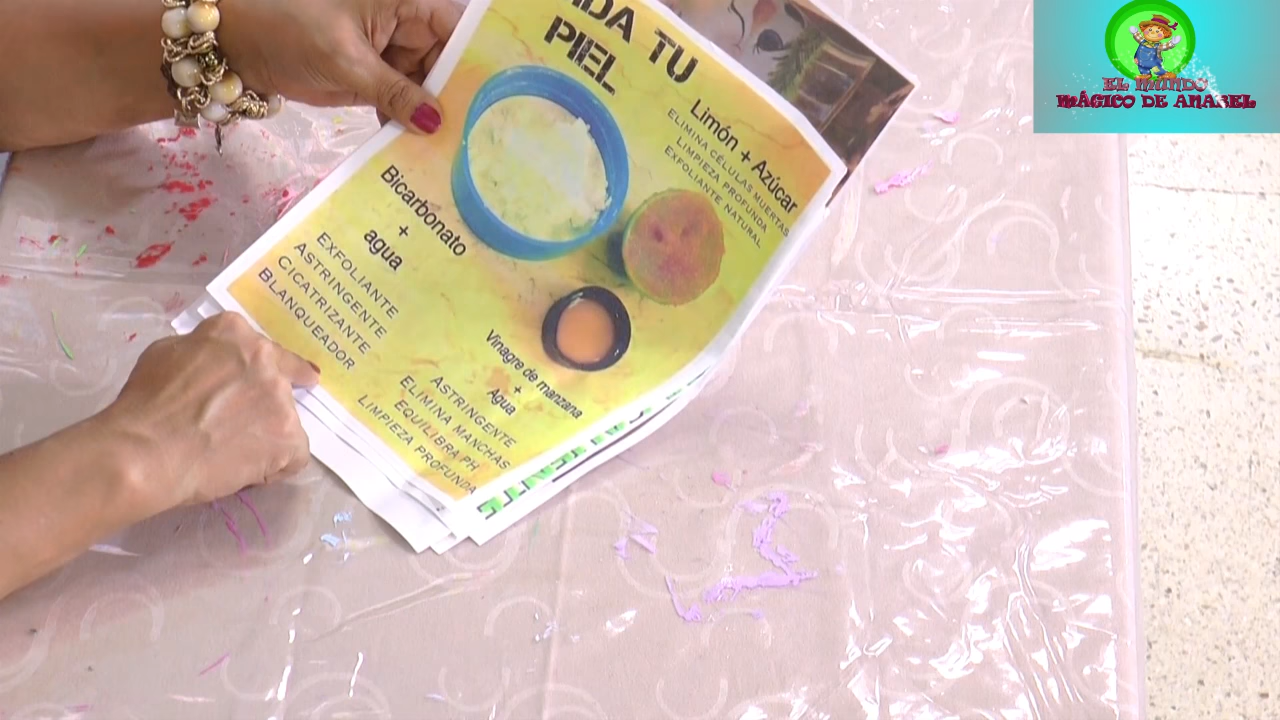 IDA TU
PIEL
Limón + Azúcar
ELIMINA CÉLULAS MUERTAS
LIMPIEZA PROFUNDA
EXFOLIANTE NATURAL
Bicarbonato
+
agua
EXFOLIANTE
ASTRINGENTE
CICATRIZANTE
BLANQUEADOR
Vinagre de manzana
+
Agua
ASTRINGENTE
ELIMINA MANCHAS
EQUILIBRA PH
LIMPIEZA PROFUNDA
EL MUNDO
MÁGICO DE ANABEL